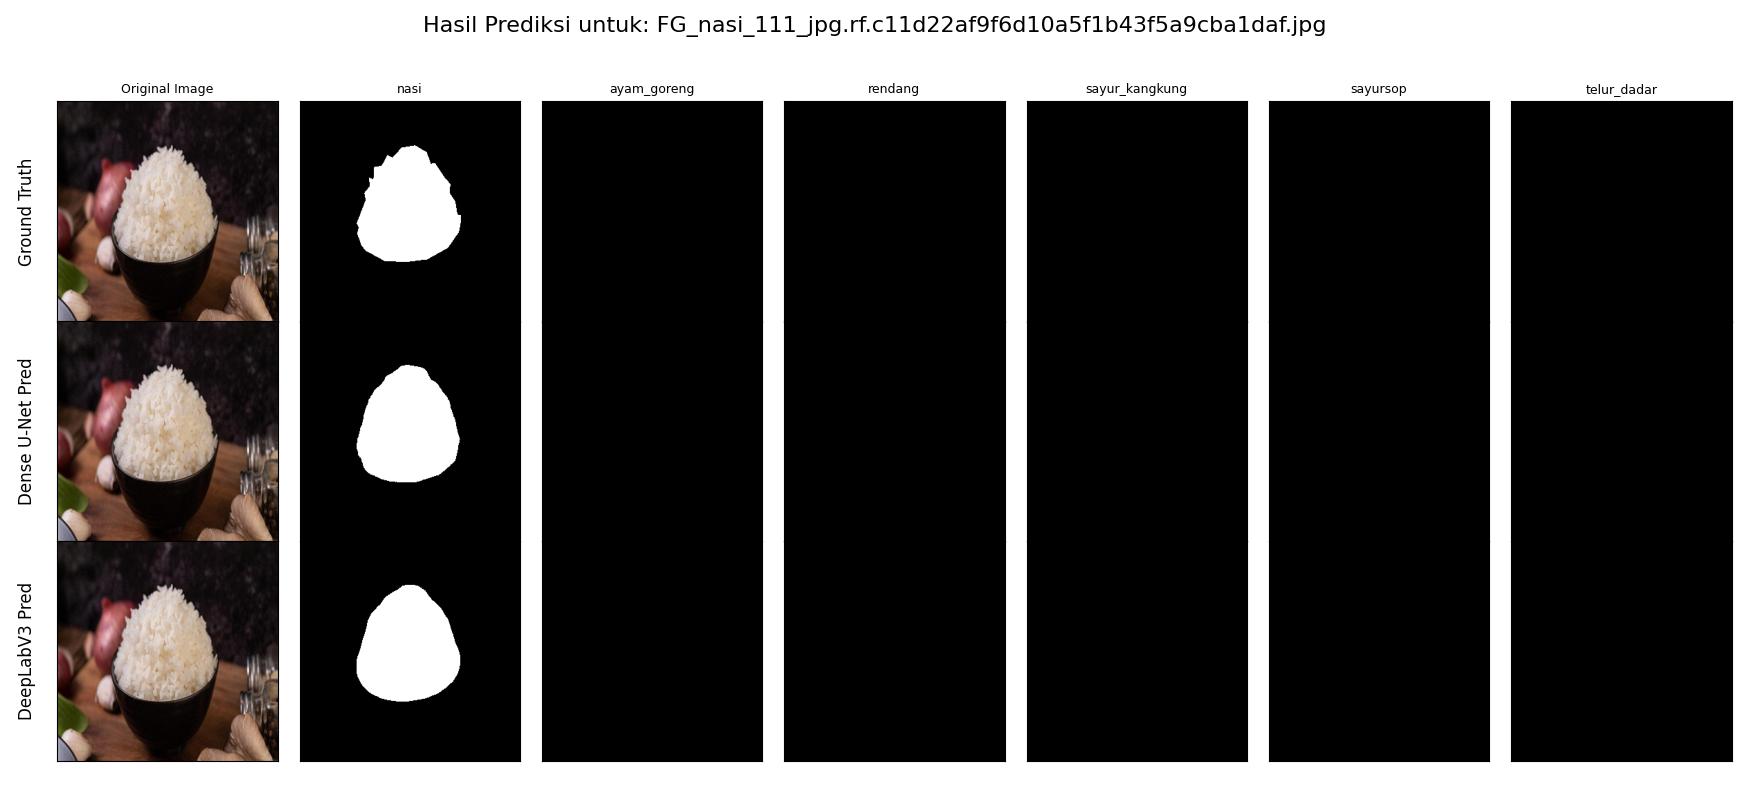 Hasil Prediksi untuk: FG_nasi_111_jpg.rf.c11d22af9f6d10a5f1b43f5a9cba1daf.jpg
Original Image
nasi
ayam_goreng
rendang
sayur_kangkung
sayursop
telur_dadar
Ground Truth
Dense U-Net Pred
DeepLabV3 Pred